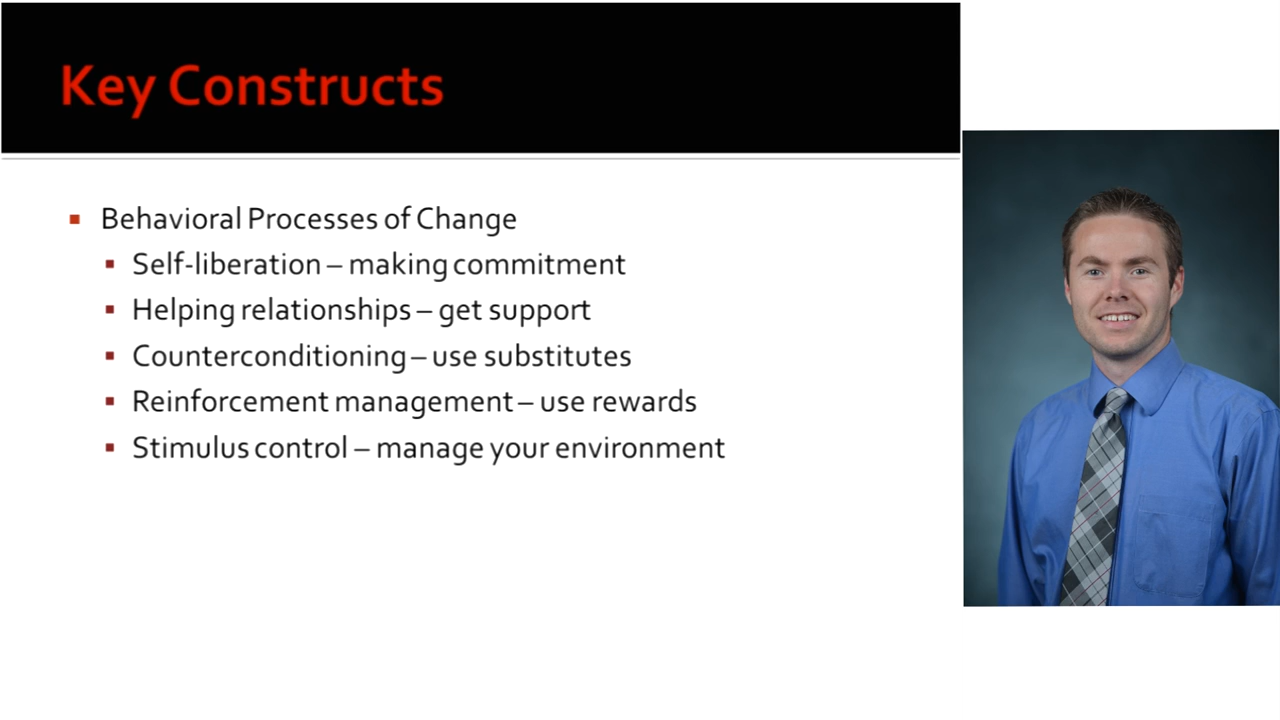 Key Constructs
Behavioral Processes of Change
Self-liberation – making commitment
Helping relationships – get support
Counterconditioning – use substitutes
Reinforcement management – use rewards
Stimulus control – manage your environment